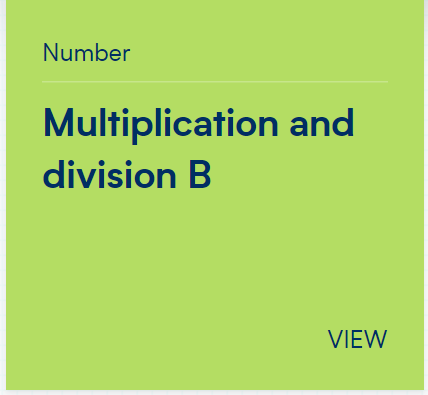 Number
Multiplication and
division B
VIEW